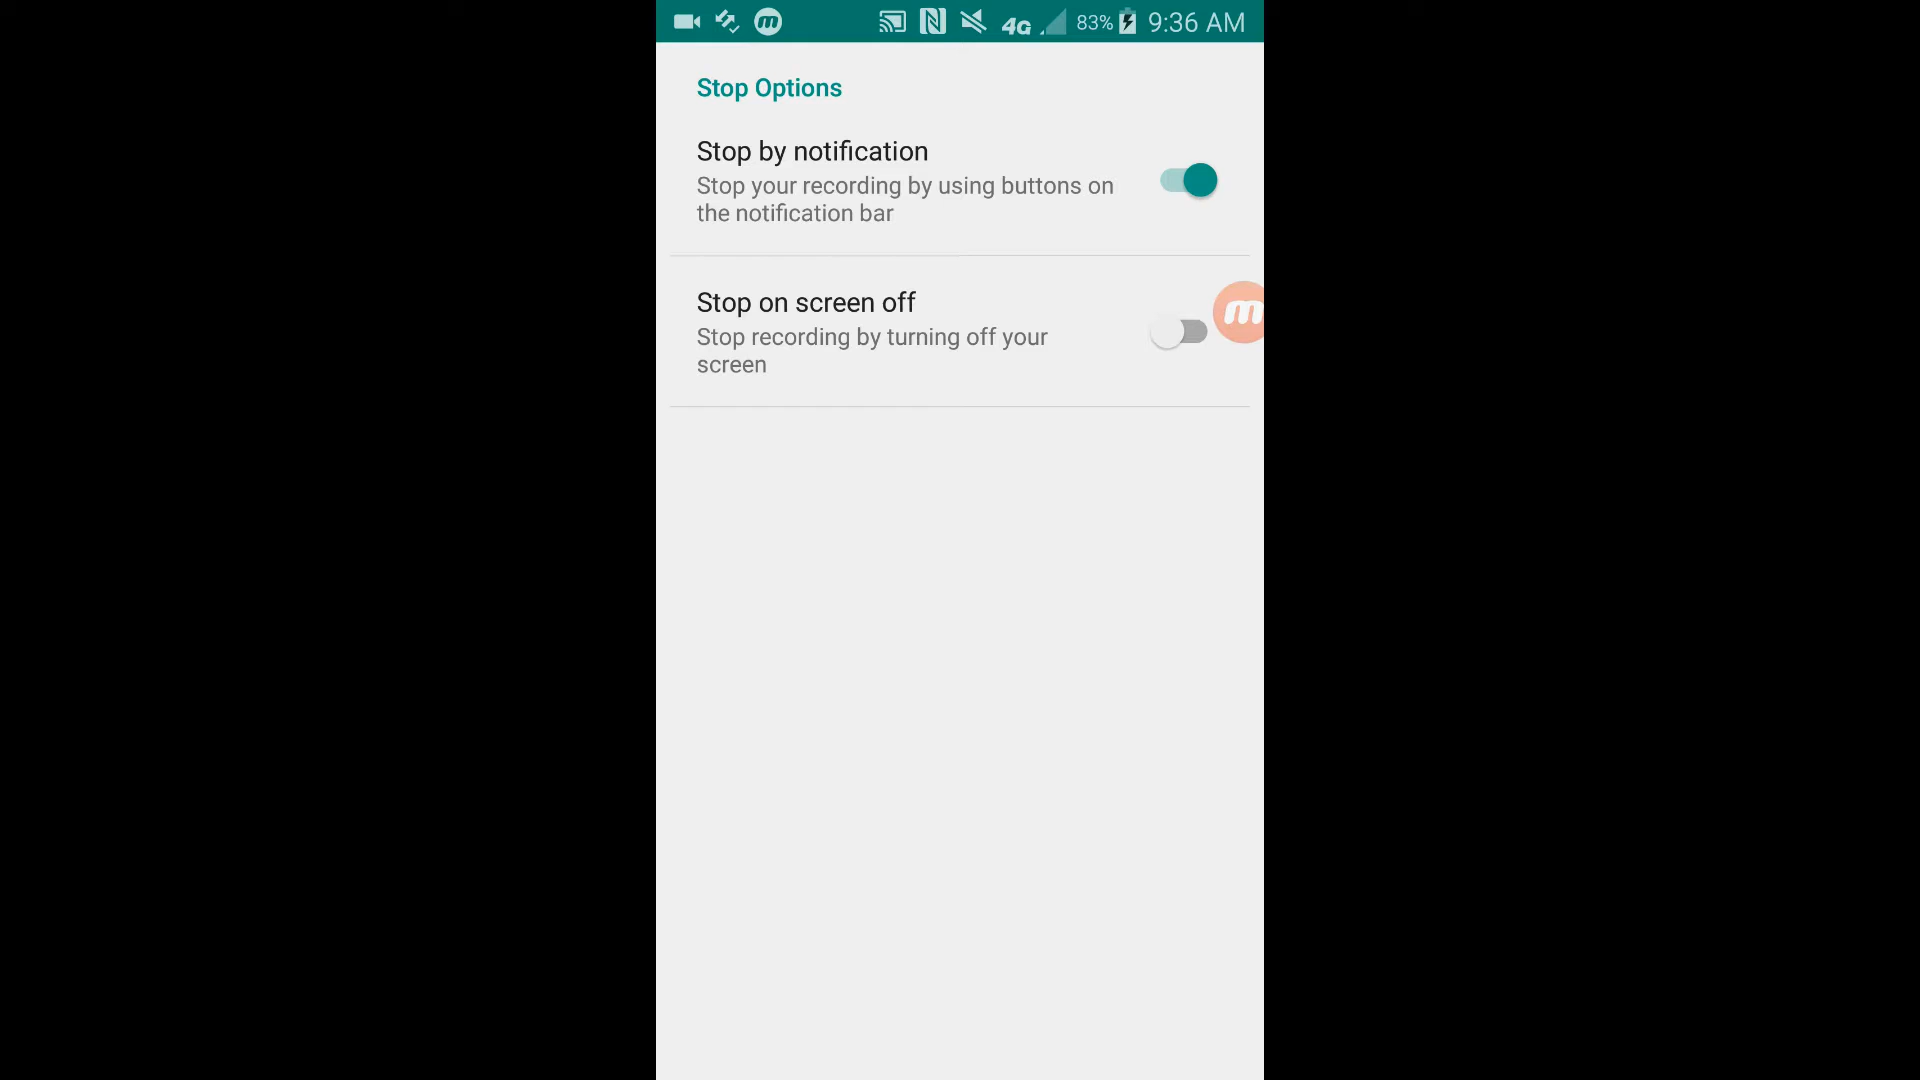 4G 83% 9:36 AM
Stop Options
Stop by notification
Stop your recording by using buttons on
the notification bar
Stop on screen off
Stop recording by turning off your
screen